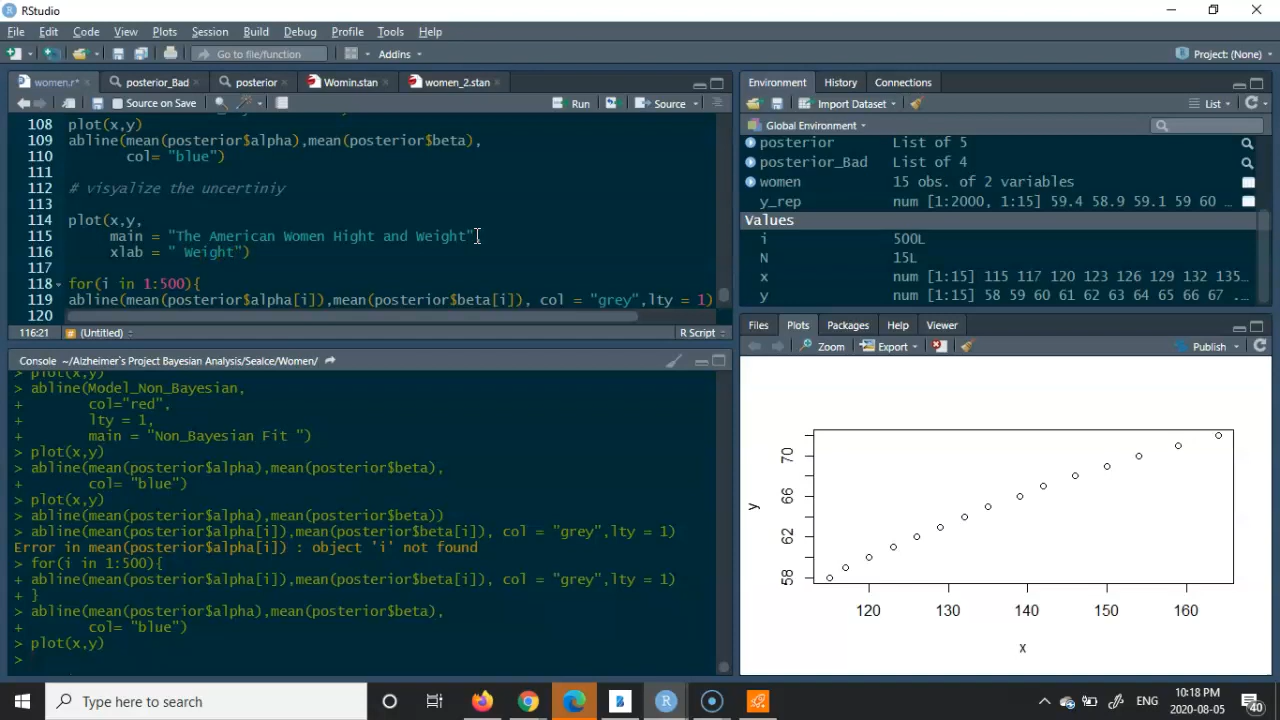 RStudio
File Edit Code View Plots Session Build Debug Profile Tools Help
Go to file/function Addins Project: (None)
women.r* posterior_Bad posterior Womin.stan women_2.stan
Source on Save Run Source
108 plot(x,y)
109 abline(mean(posterior$alpha),mean(posterior$beta),
110 col= "blue")
111
112 # visyalize the uncertiniy
113
114 plot(x,y,
115 main = "The American Women Hight and Weight"
116 xlab = " Weight")
117
118 for(i in 1:500){
119 abline(mean(posterior$alpha[i]),mean(posterior$beta[i]), col = "grey",lty = 1)
120
116:21 (Untitled) R Script
Console ~/Alzheimer's Project Bayesian Analysis/Sealce/Women/
> plot(x,y)
> abline(Model_Non_Bayesian,
+ col="red",
+ lty = 1,
+ main = "Non_Bayesian Fit ")
> plot(x,y)
> abline(mean(posterior$alpha),mean(posterior$beta),
+ col= "blue")
> plot(x,y)
> abline(mean(posterior$alpha),mean(posterior$beta))
> abline(mean(posterior$alpha[i]),mean(posterior$beta[i]), col = "grey",lty = 1)
Error in mean(posterior$alpha[i]) : object 'i' not found
> for(i in 1:500){
+ abline(mean(posterior$alpha[i]),mean(posterior$beta[i]), col = "grey",lty = 1)
+ }
> abline(mean(posterior$alpha),mean(posterior$beta),
+ col= "blue")
> plot(x,y)
>
Environment History Connections
Import Dataset List
Global Environment
posterior List of 5
posterior_Bad List of 4
women 15 obs. of 2 variables
y_rep num [1:2000, 1:15] 59.4 58.9 59.1 59 60 ...
Values
i 500L
N 15L
x num [1:15] 115 117 120 123 126 129 132 135...
y num [1:15] 58 59 60 61 62 63 64 65 66 67 ...
Files Plots Packages Help Viewer
Zoom Export Publish
70
66
62
58
y
120 130 140 150 160
x
Type here to search
ENG
10:18 PM
2020-08-05
40